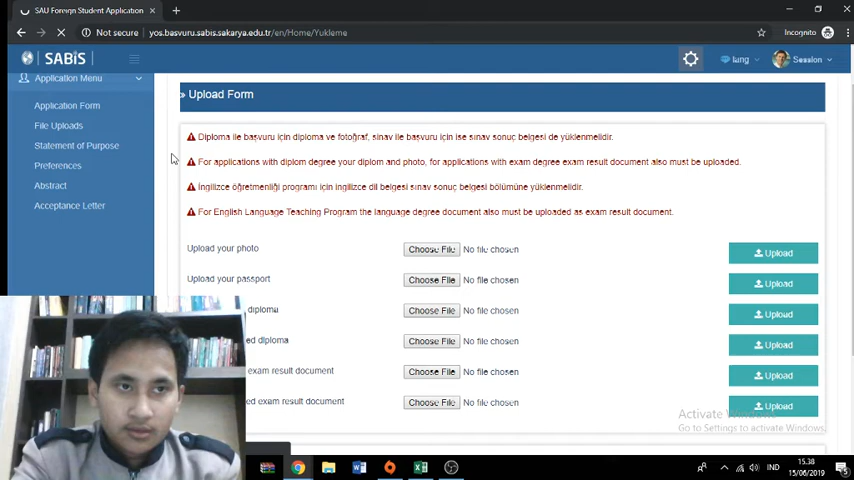 SAU Foreign Student Application
Not secure
yos.basvuru.sabis.sakarya.edu.tr/en/Home/Yukleme
Incognito
SABİS
lang
Session
Application Menu
Application Form
File Uploads
Statement of Purpose
Preferences
Abstract
Acceptance Letter
» Upload Form
Diploma ile başvuru için diploma ve fotoğraf, sınav ile başvuru için ise sınav sonuç belgesi de yüklenmelidir.
For applications with diplom degree your diplom and photo, for applications with exam degree exam result document also must be uploaded.
İngilizce öğretmenliği programı için ingilizce dil belgesi sınav sonuç belgesi bölümüne yüklenmelidir.
For English Language Teaching Program the language degree document also must be uploaded as exam result document.
Upload your photo Choose File No file chosen Upload
Upload your passport Choose File No file chosen Upload
diploma Choose File No file chosen Upload
ed diploma Choose File No file chosen Upload
exam result document Choose File No file chosen Upload
ed exam result document Choose File No file chosen Upload
Activate Windows
Go to Settings to activate Windows.
IND
15.38
15/06/2019